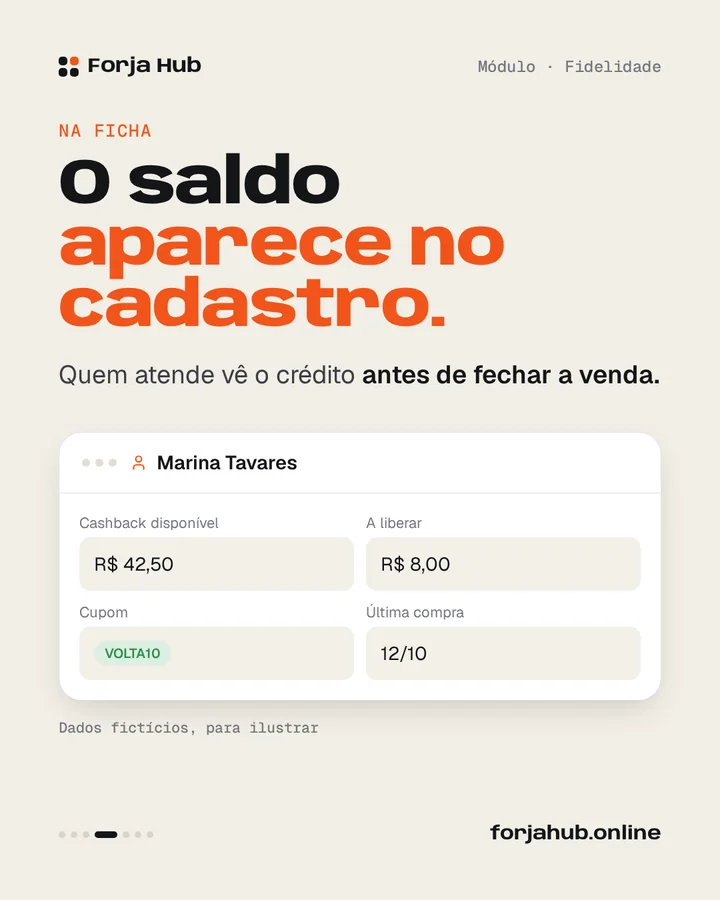 Forja Hub
Módulo · Fidelidade
NA FICHA
O saldo
aparece no
cadastro.
Quem atende vê o crédito antes de fechar a venda.
Marina Tavares
Cashback disponível
A liberar
R$ 42,50
R$ 8,00
Cupom
Última compra
VOLTA10
12/10
Dados fictícios, para ilustrar
forjahub.online